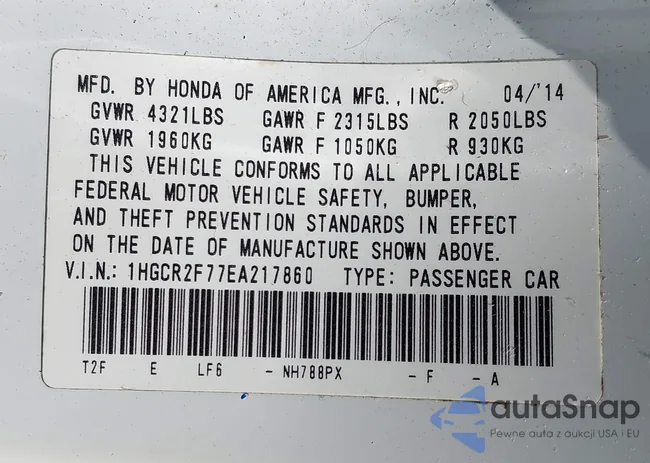 MFD. BY HONDA OF AMERICA MFG., INC. 04/'14
GVWR 4321LBS GAWR F 2315LBS R 2050LBS
GVWR 1960KG GAWR F 1050KG R 930KG
THIS VEHICLE CONFORMS TO ALL APPLICABLE
FEDERAL MOTOR VEHICLE SAFETY, BUMPER,
AND THEFT PREVENTION STANDARDS IN EFFECT
ON THE DATE OF MANUFACTURE SHOWN ABOVE.
V.I.N.: 1HGCR2F77EA217860 TYPE: PASSENGER CAR
T2F E LF6 - NH788PX - F - A
autaSnap
Pewne auta z aukcji USA i EU